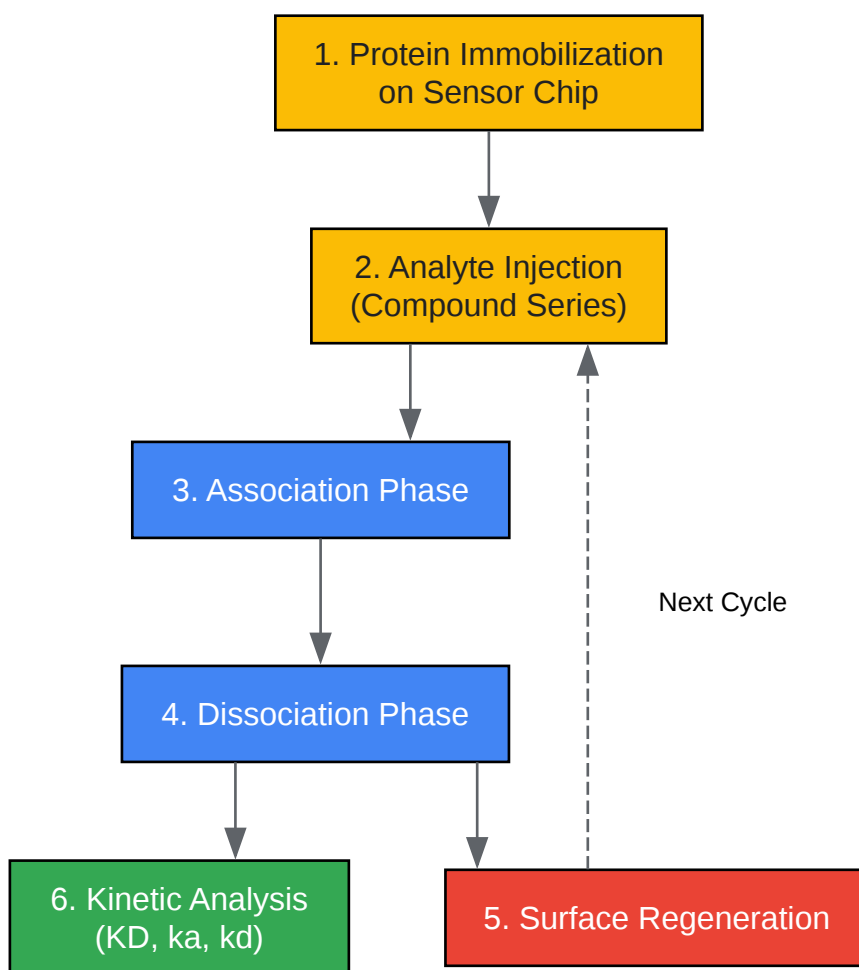 1. Protein Immobilization
on Sensor Chip
2. Analyte Injection
(Compound Series)
3. Association Phase
Next Cycle
4. Dissociation Phase
6. Kinetic Analysis
(KD, ka, kd)
5. Surface Regeneration